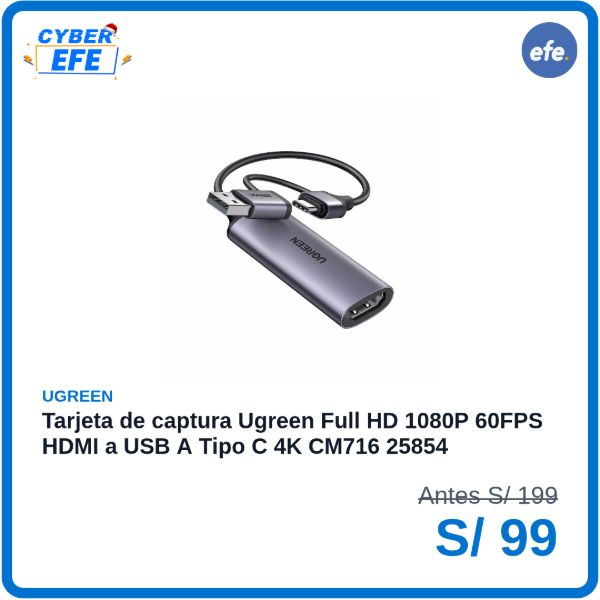 CYBER
EFE
efe.
UGREEN
UGREEN
UGREEN
Tarjeta de captura Ugreen Full HD 1080P 60FPS
HDMI a USB A Tipo C 4K CM716 25854
Antes S/ 199
S/ 99